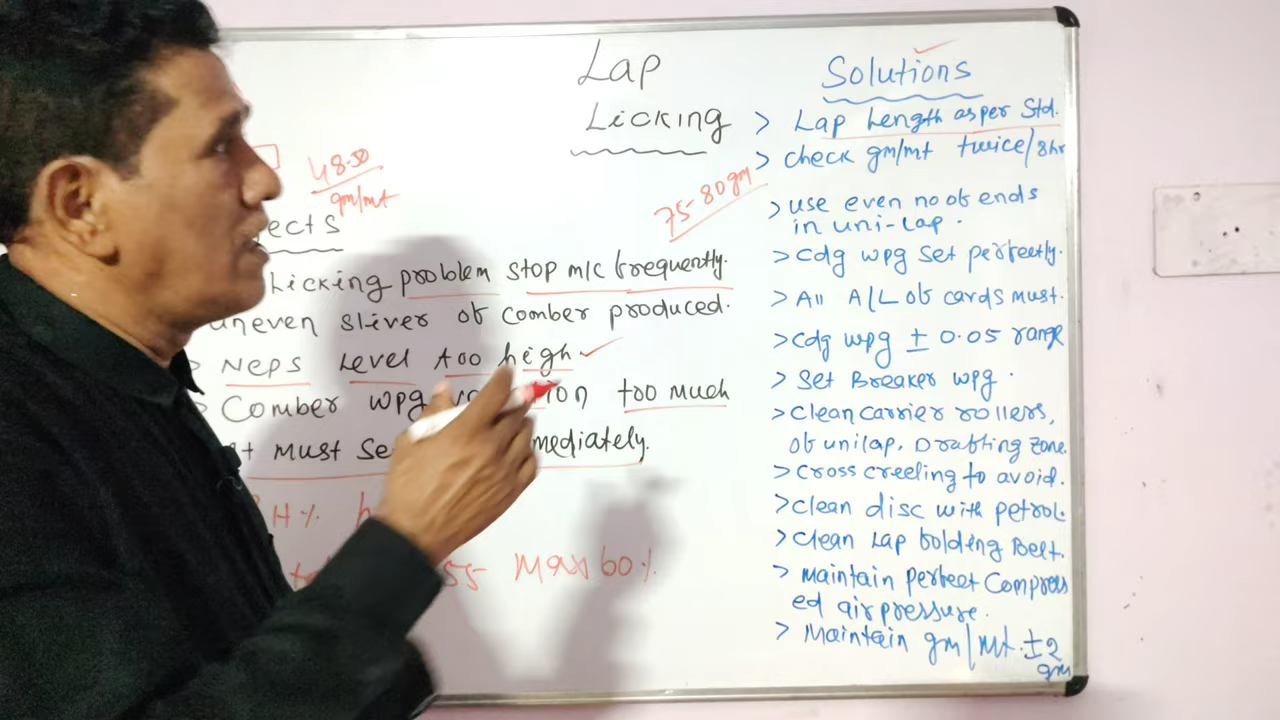 Lap
Licking
48-50
gm/mt
ects
Licking problem stop m/c frequently.
uneven sliver of comber produced.
> Neps Level too high
> Comber wpg too much
must mediately.
H%
55 Max 60%
75-80gm
Solutions
> Lap Length as per Std.
> check gm/mt twice/8hr
> use even no of ends
in uni-lap.
> cdg wpg set perfectly.
> All A/L of cards must.
> cdg wpg ± 0.05 range
> Set Breaker wpg.
> clean carrier rollers,
of unilap, Drafting zone.
> cross creeling to avoid.
> clean disc with petrol.
> clean Lap folding Belt.
> Maintain perfect Compress
ed air pressure.
> Maintain gm/mt. ±2
gm